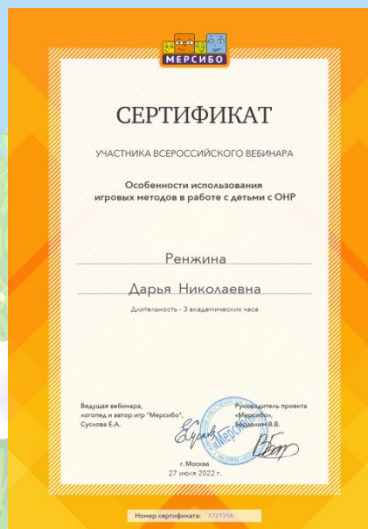 МЕРСИБО
СЕРТИФИКАТ
УЧАСТНИКА ВСЕРОССИЙСКОГО ВЕБИНАРА
Особенности использования
игровых методов в работе с детьми с ОНР
Ренжина
Дарья Николаевна
Длительность - 3 академических часа
Ведущая вебинара,
логопед и автор игр "Мерсибо",
Суслова Е.А.
Руководитель проекта
«Мерсибо»,
В.В.
Мерсибо
г. Москва
27 июля 2022 г.
Номер сертификата: